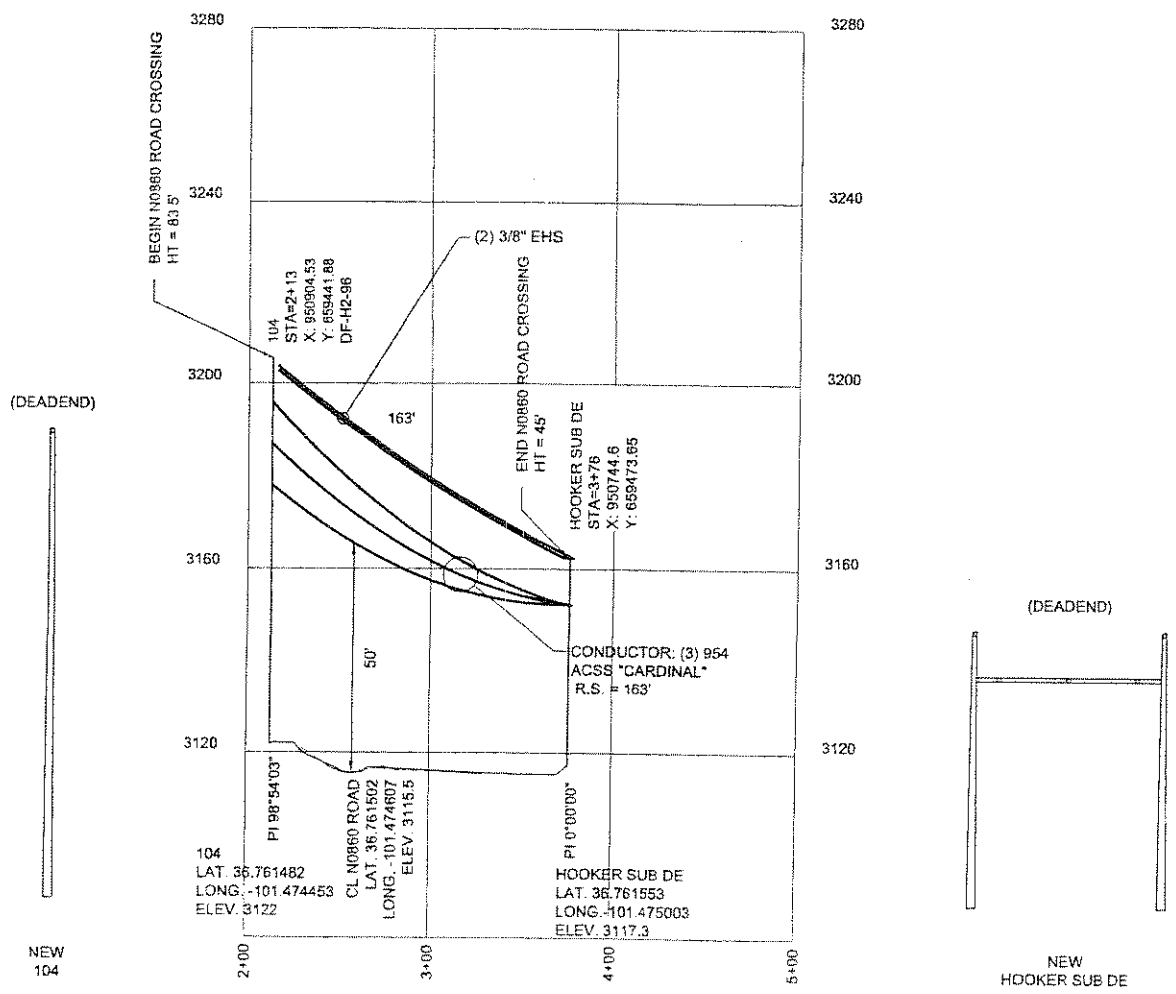 3280
3280
3240
3240
3200
3200
3160
3160
3120
3120
BEGIN N0860 ROAD CROSSING
HT = 83.5'
104
STA=2+13
X: 950904.53
Y: 659441.88
DF-H2-96
(2) 3/8" EHS
163'
END N0860 ROAD CROSSING
HT = 45'
HOOKER SUB DE
STA=3+76
X: 950744.6
Y: 659473.65
(DEADEND)
(DEADEND)
50'
CONDUCTOR: (3) 954
ACSS "CARDINAL"
R.S. = 163'
PI 98°54'03"
CL N0860 ROAD
LAT. 36.761502
LONG. -101.474607
ELEV. 3115.5
PI 0°00'00"
104
LAT. 36.761482
LONG. -101.474453
ELEV. 3122
HOOKER SUB DE
LAT. 36.761553
LONG.-101.475003
ELEV. 3117.3
2+00
3+00
4+00
5+00
NEW
104
NEW
HOOKER SUB DE